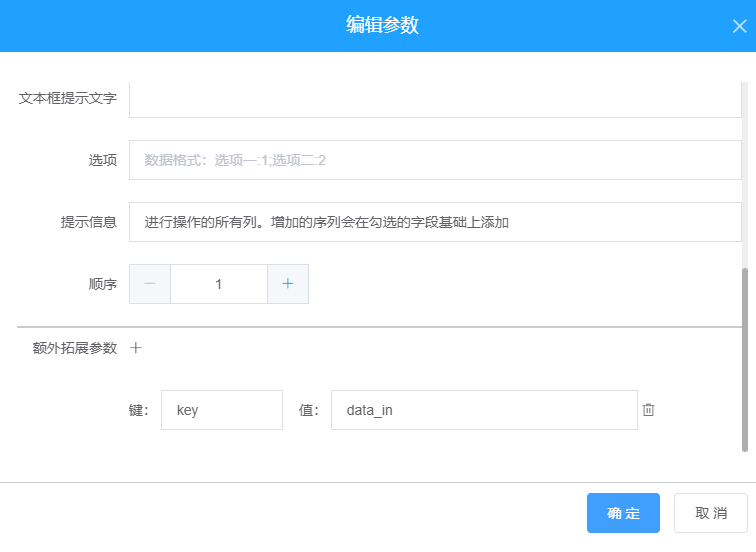 编辑参数
文本框提示文字
选项 数据格式：选项一:1;选项二:2
提示信息 进行操作的所有列。增加的序列会在勾选的字段基础上添加
顺序 1
额外拓展参数
键： key 值： data_in
确 定 取 消